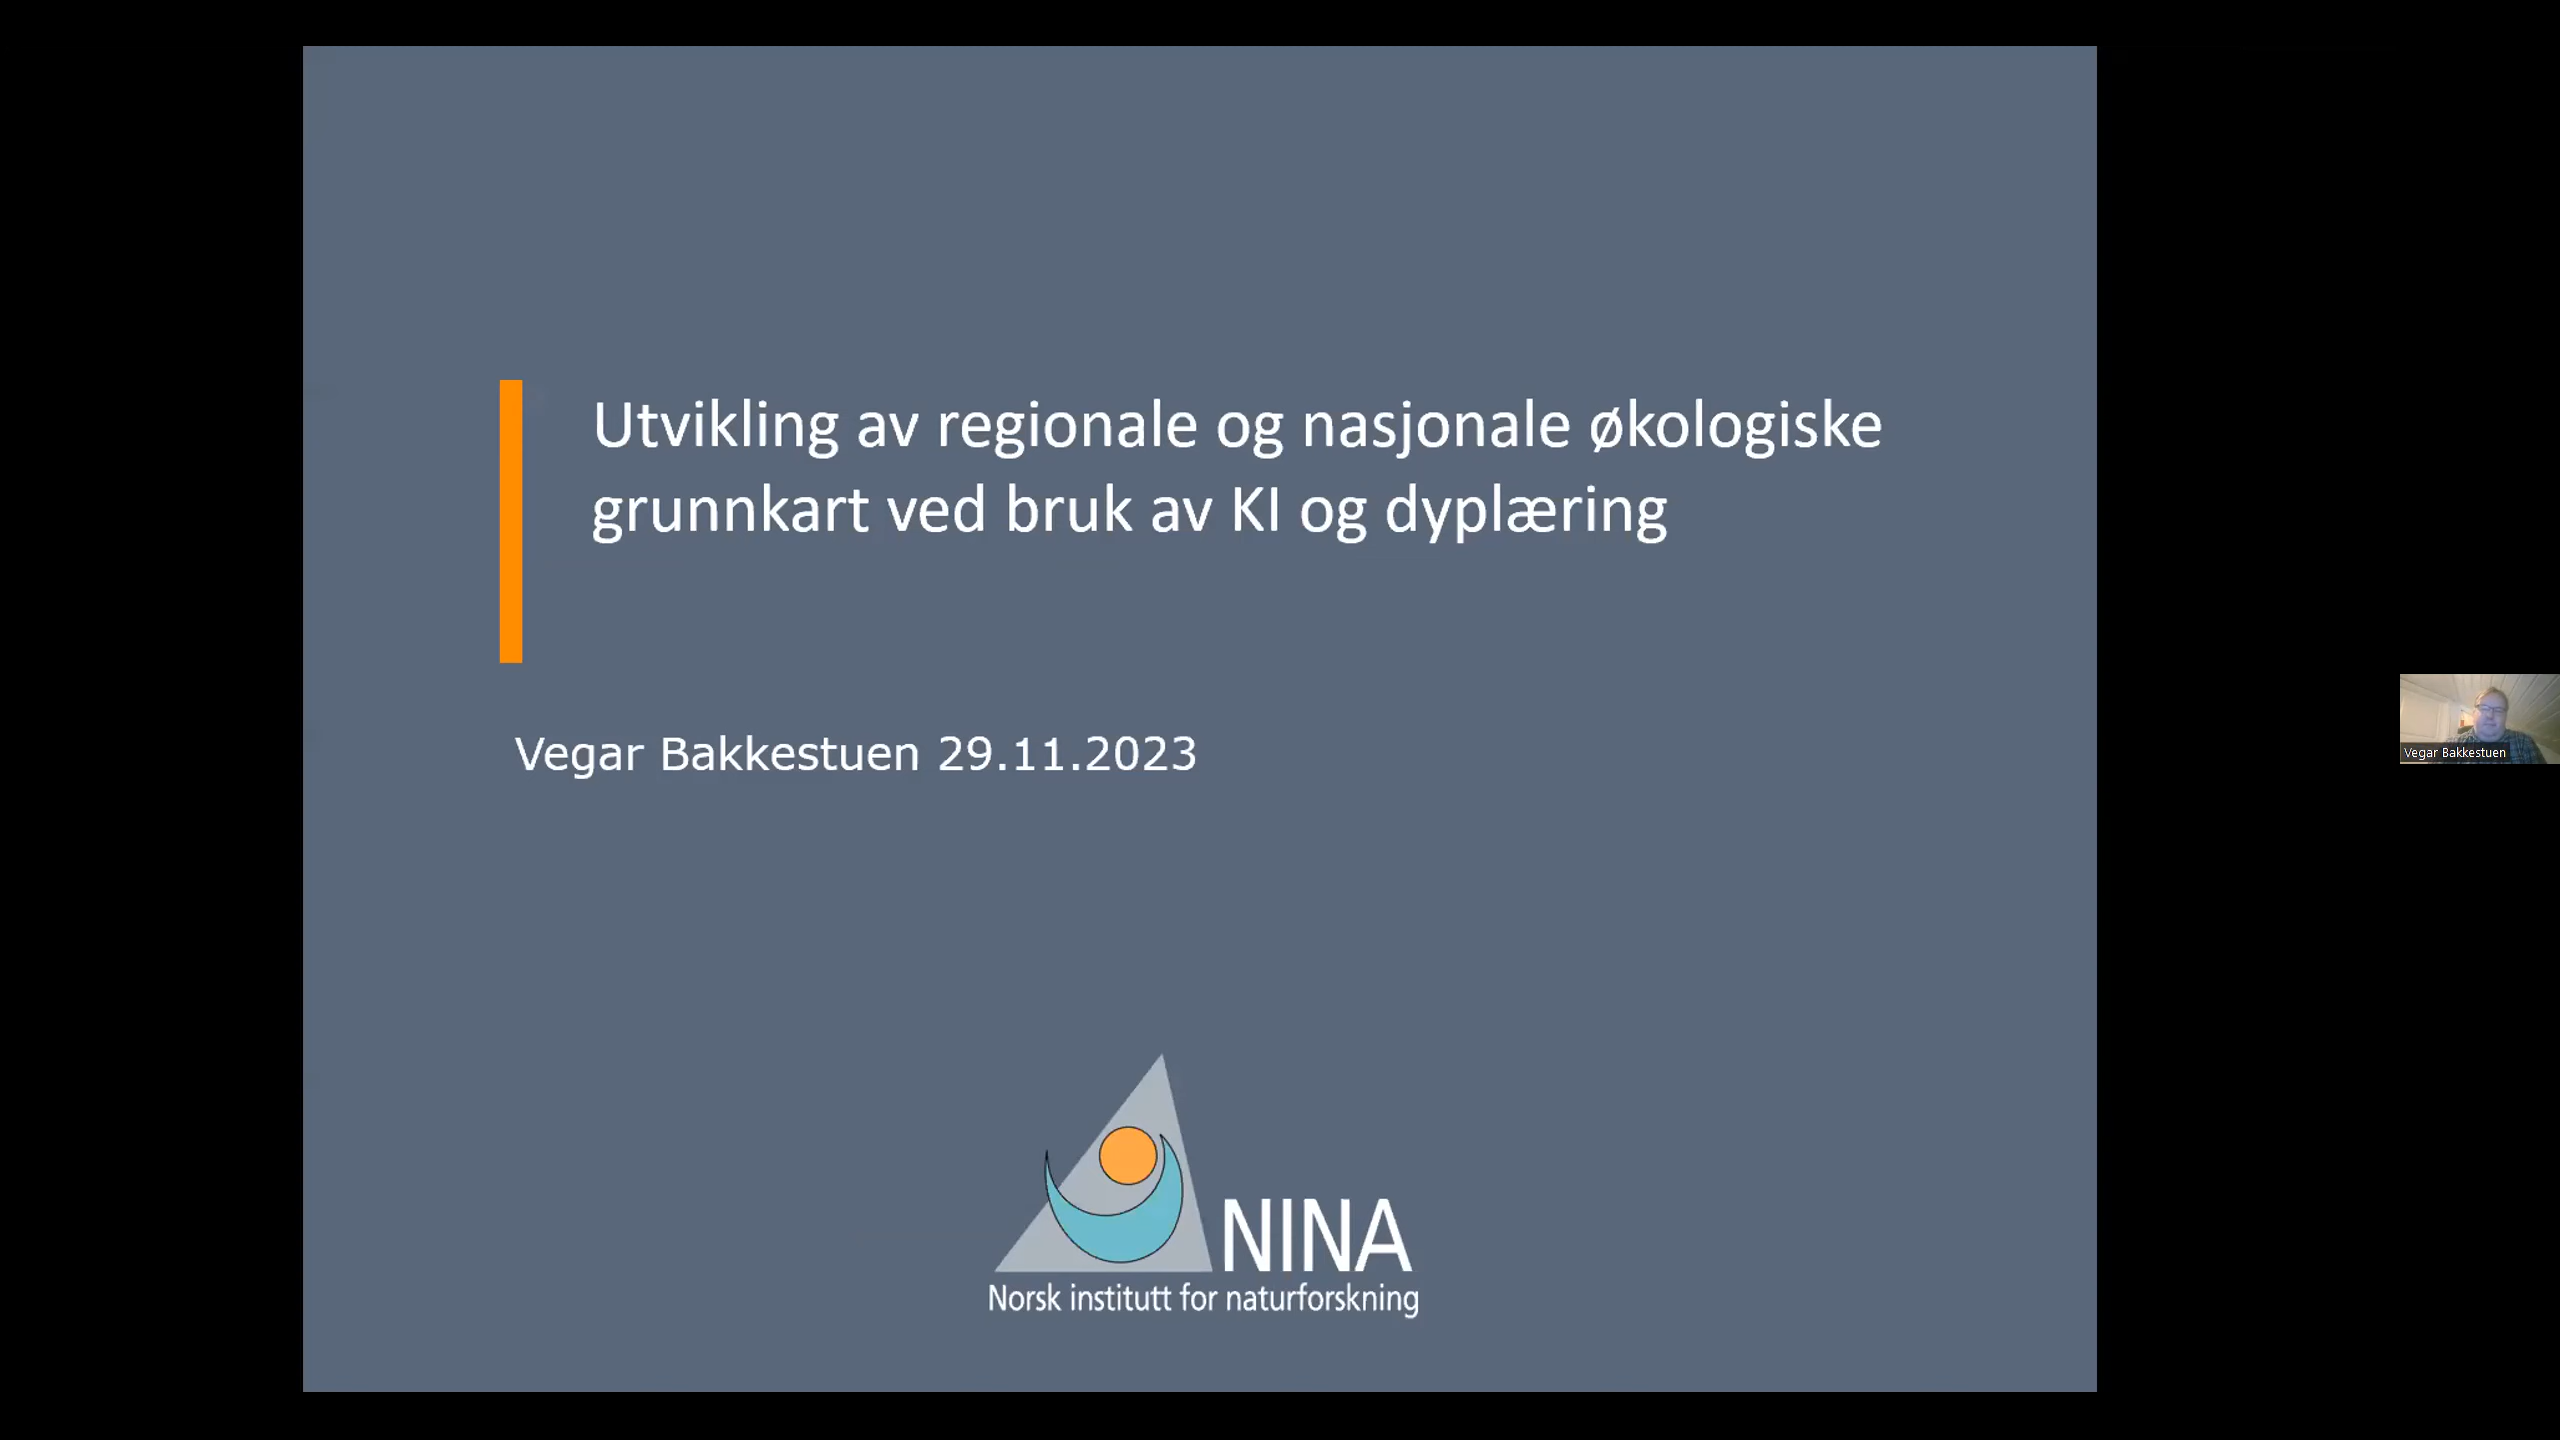 Utvikling av regionale og nasjonale økologiske
grunnkart ved bruk av KI og dyplæring
Vegar Bakkestuen 29.11.2023
Vegar Bakkestuen
NINA
Norsk institutt for naturforskning